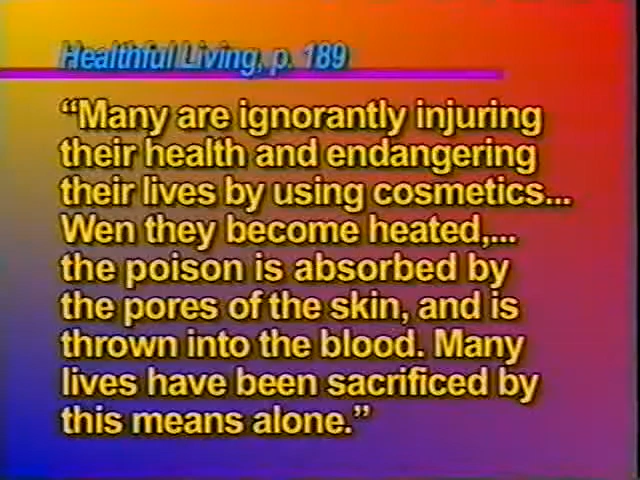 Healthful Living, p. 189
“Many are ignorantly injuring
their health and endangering
their lives by using cosmetics...
Wen they become heated,...
the poison is absorbed by
the pores of the skin, and is
thrown into the blood. Many
lives have been sacrificed by
this means alone.”